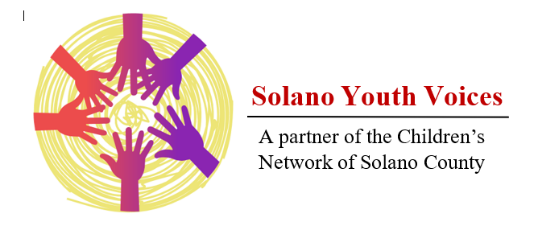 Solano Youth Voices
A partner of the Children's
Network of Solano County